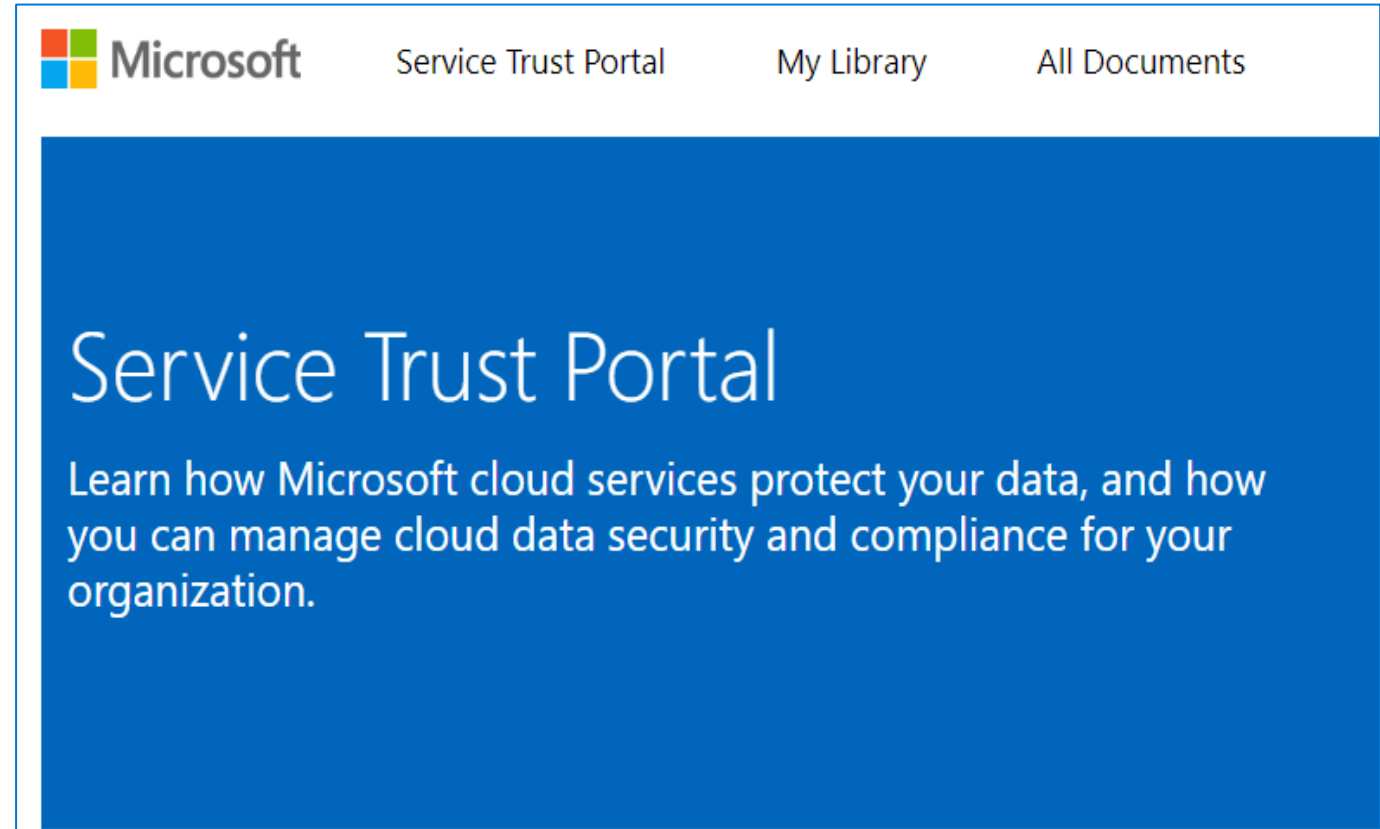 Microsoft Service Trust Portal My Library All Documents
Service Trust Portal
Learn how Microsoft cloud services protect your data, and how
you can manage cloud data security and compliance for your
organization.